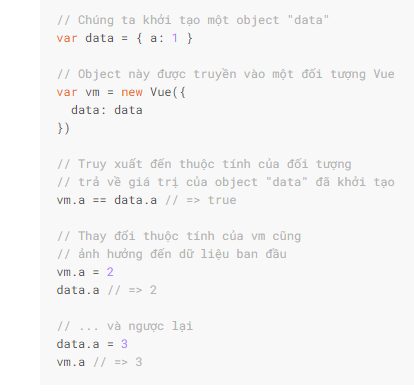 // Chúng ta khởi tạo một object "data"
var data = { a: 1 }
// Object này được truyền vào một đối tượng Vue
var vm = new Vue({
  data: data
})
// Truy xuất đến thuộc tính của đối tượng
// trả về giá trị của object "data" đã khởi tạo
vm.a == data.a // => true
// Thay đổi thuộc tính của vm cũng
// ảnh hưởng đến dữ liệu ban đầu
vm.a = 2
data.a // => 2
// ... và ngược lại
data.a = 3
vm.a // => 3